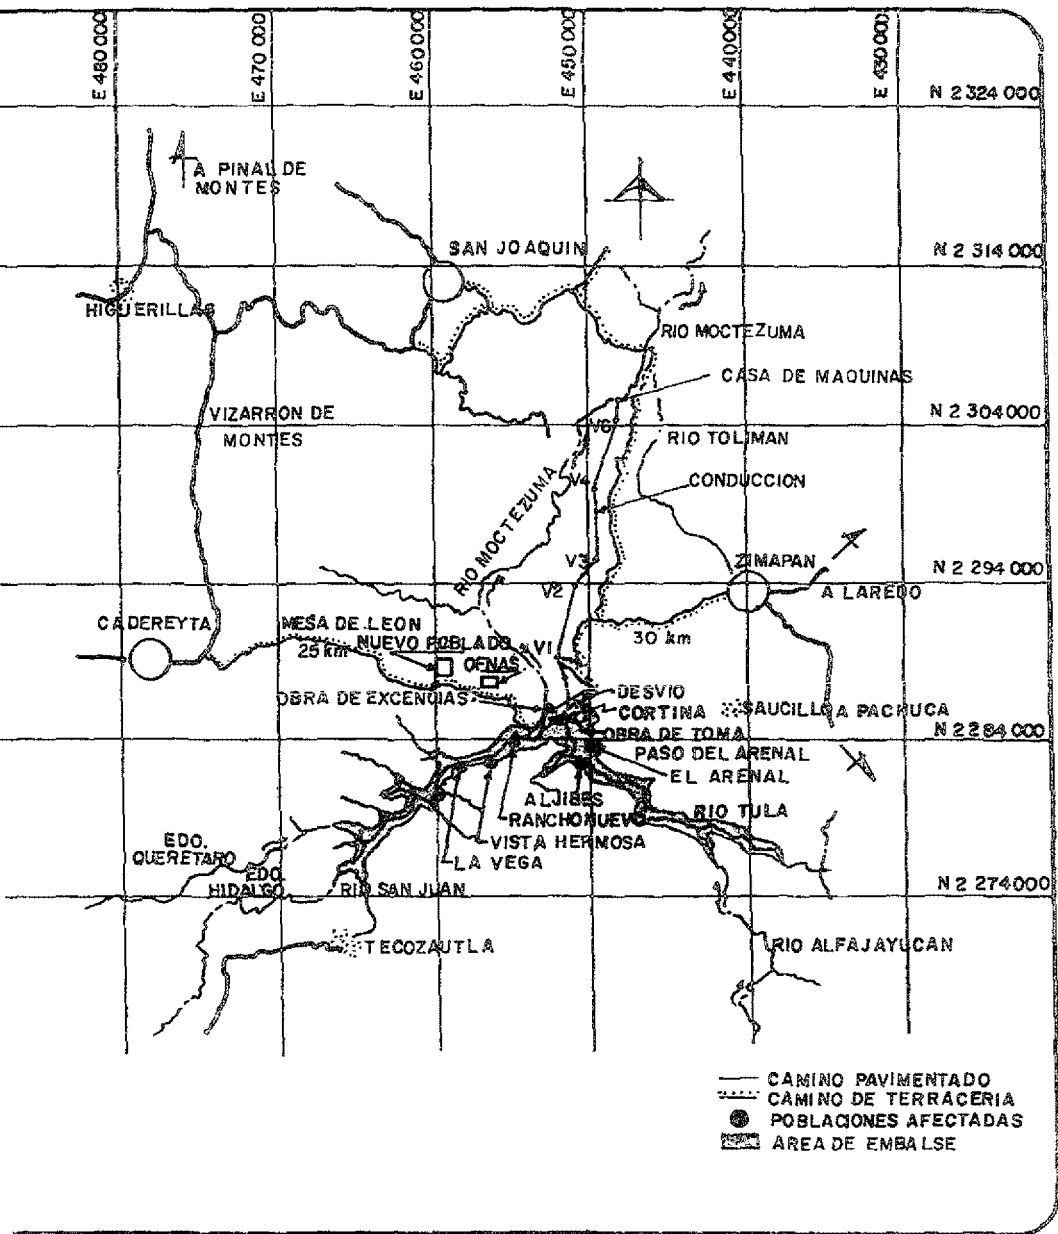 E 480 000
E 470 000
E 460 000
E 450 000
E 440 000
E 430 000
N 2 324 000
A PINAL DE
MONTES
SAN JOAQUIN
N 2 314 000
HIGUERILLAS
RIO MOCTEZUMA
CASA DE MAQUINAS
VIZARRON DE
MONTES
N 2 304 000
V6
RIO TOLIMAN
V4
CONDUCCION
RIO MOCTEZUMA
V3
ZIMAPAN
N 2 294 000
V2
A LAREDO
CADEREYTA
MESA DE LEON
30 km
25 km
NUEVO POBLADO
V1
OFNAS
OBRA DE EXCENCIAS
DESVIO
CORTINA
SAUCILLO
A PACHUCA
OBRA DE TOMA
N 2 284 000
PASO DEL ARENAL
EL ARENAL
ALJIBES
RANCHO NUEVO
RIO TULA
VISTA HERMOSA
LA VEGA
EDO.
QUERETARO
EDO.
HIDALGO
RIO SAN JUAN
N 2 274 000
TECOZAUTLA
RIO ALFAJAYUCAN
CAMINO PAVIMENTADO
CAMINO DE TERRACERIA
POBLACIONES AFECTADAS
AREA DE EMBALSE